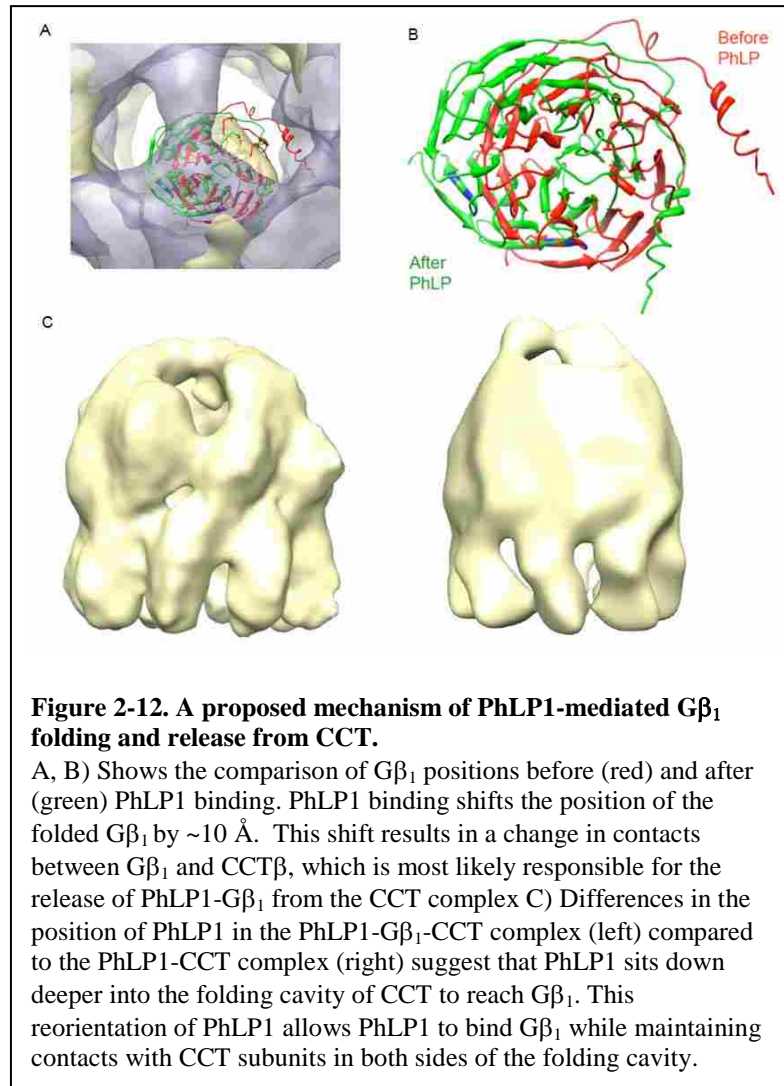 A
B
Before
PhLP
After
PhLP
C
Figure 2-12. A proposed mechanism of PhLP1-mediated Gβ₁
folding and release from CCT.
A, B) Shows the comparison of Gβ₁ positions before (red) and after
(green) PhLP1 binding. PhLP1 binding shifts the position of the
folded Gβ₁ by ~10 Å. This shift results in a change in contacts
between Gβ₁ and CCTβ, which is most likely responsible for the
release of PhLP1-Gβ₁ from the CCT complex C) Differences in the
position of PhLP1 in the PhLP1-Gβ₁-CCT complex (left) compared
to the PhLP1-CCT complex (right) suggest that PhLP1 sits down
deeper into the folding cavity of CCT to reach Gβ₁. This
reorientation of PhLP1 allows PhLP1 to bind Gβ₁ while maintaining
contacts with CCT subunits in both sides of the folding cavity.